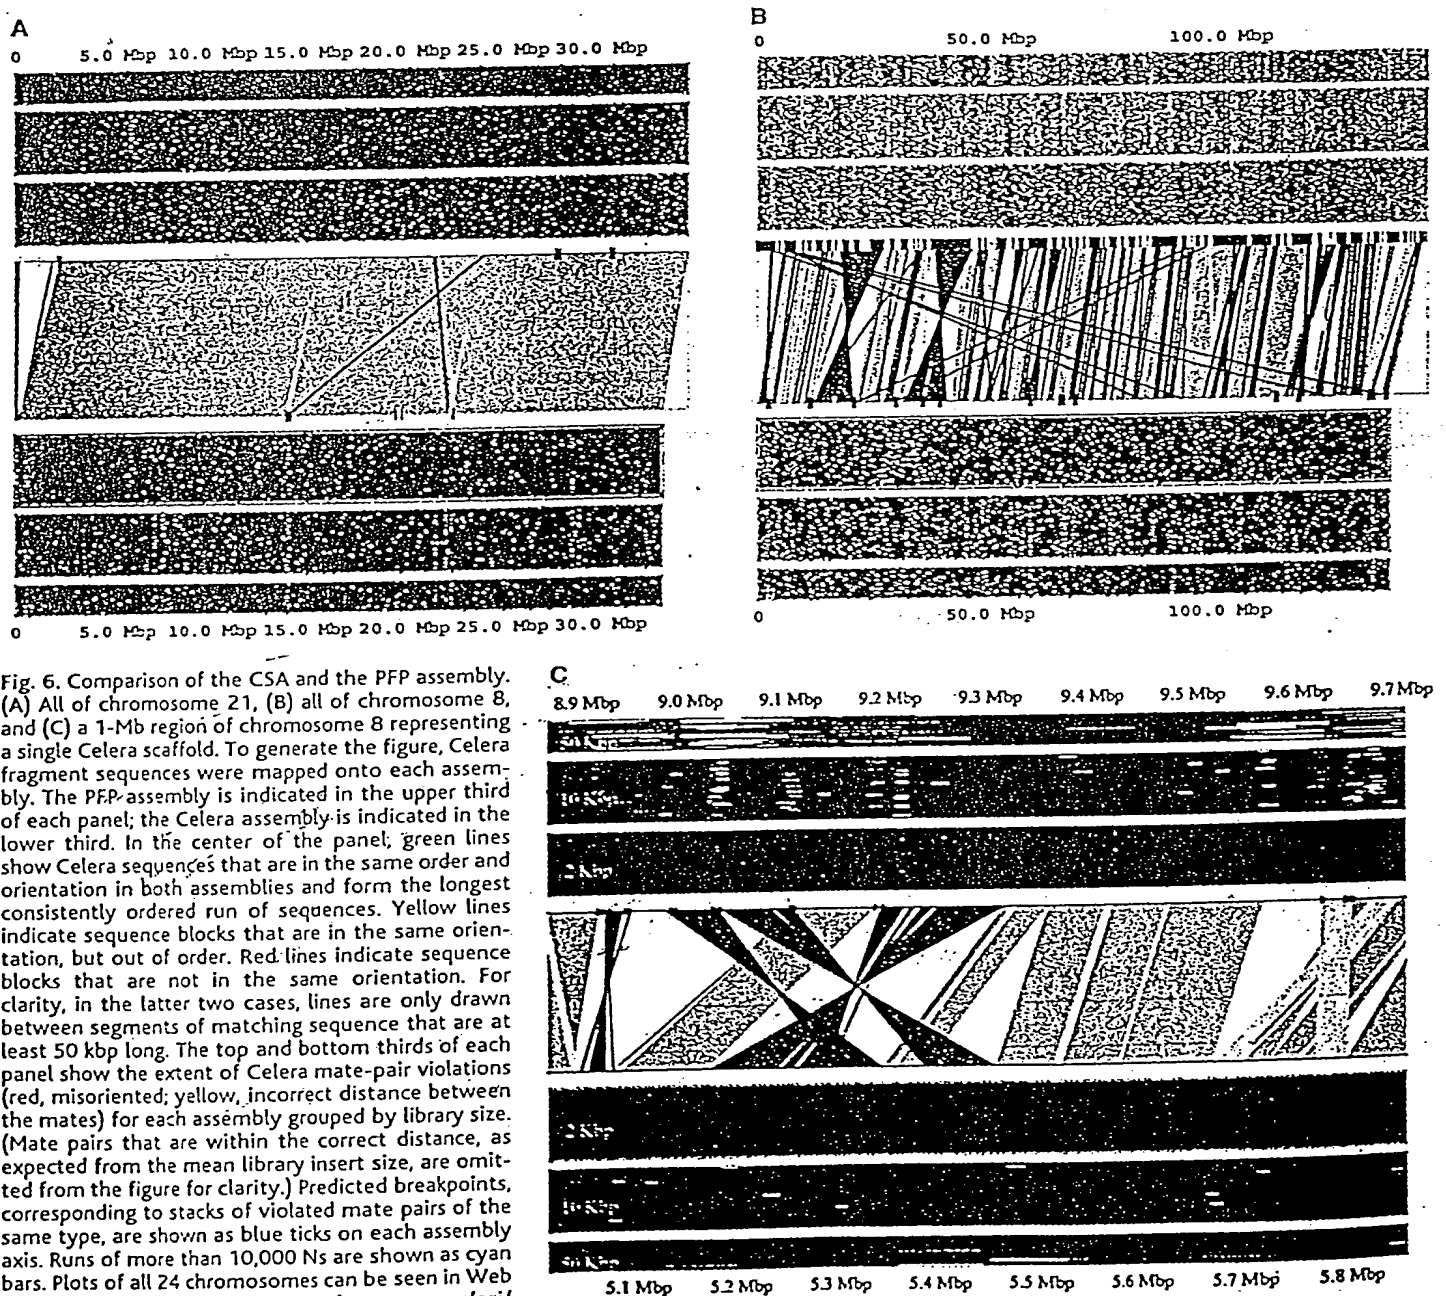 A
0 5.0 Mbp 10.0 Mbp 15.0 Mbp 20.0 Mbp 25.0 Mbp 30.0 Mbp
0 5.0 Mbp 10.0 Mbp 15.0 Mbp 20.0 Mbp 25.0 Mbp 30.0 Mbp
B
0 50.0 Mbp 100.0 Mbp
0 50.0 Mbp 100.0 Mbp
Fig. 6. Comparison of the CSA and the PFP assembly.
(A) All of chromosome 21, (B) all of chromosome 8,
and (C) a 1-Mb region of chromosome 8 representing
a single Celera scaffold. To generate the figure, Celera
fragment sequences were mapped onto each assem-
bly. The PFP assembly is indicated in the upper third
of each panel; the Celera assembly is indicated in the
lower third. In the center of the panel, green lines
show Celera sequences that are in the same order and
orientation in both assemblies and form the longest
consistently ordered run of sequences. Yellow lines
indicate sequence blocks that are in the same orien-
tation, but out of order. Red lines indicate sequence
blocks that are not in the same orientation. For
clarity, in the latter two cases, lines are only drawn
between segments of matching sequence that are at
least 50 kbp long. The top and bottom thirds of each
panel show the extent of Celera mate-pair violations
(red, misoriented; yellow, incorrect distance between
the mates) for each assembly grouped by library size.
(Mate pairs that are within the correct distance, as
expected from the mean library insert size, are omit-
ted from the figure for clarity.) Predicted breakpoints,
corresponding to stacks of violated mate pairs of the
same type, are shown as blue ticks on each assembly
axis. Runs of more than 10,000 Ns are shown as cyan
bars. Plots of all 24 chromosomes can be seen in Web
C
8.9 Mbp 9.0 Mbp 9.1 Mbp 9.2 Mbp 9.3 Mbp 9.4 Mbp 9.5 Mbp 9.6 Mbp 9.7 Mbp
50 Kbp
10 Kbp
2 Kbp
2 Kbp
10 Kbp
50 Kbp
5.1 Mbp 5.2 Mbp 5.3 Mbp 5.4 Mbp 5.5 Mbp 5.6 Mbp 5.7 Mbp 5.8 Mbp